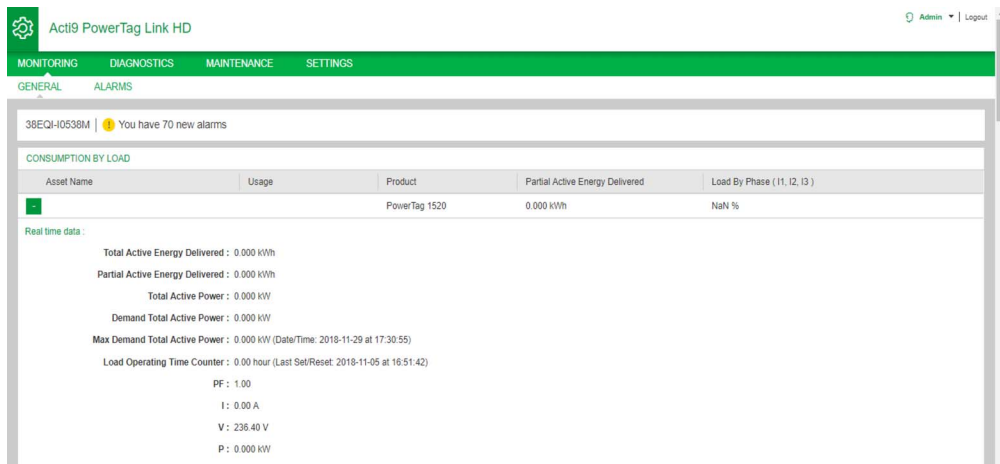 Acti9 PowerTag Link HD
Admin | Logout
MONITORING DIAGNOSTICS MAINTENANCE SETTINGS
GENERAL ALARMS
38EQI-I0538M | You have 70 new alarms
CONSUMPTION BY LOAD
Asset Name Usage Product Partial Active Energy Delivered Load By Phase ( I1, I2, I3 )
- PowerTag 1520 0.000 kWh NaN %
Real time data :
Total Active Energy Delivered : 0.000 kWh
Partial Active Energy Delivered : 0.000 kWh
Total Active Power : 0.000 kW
Demand Total Active Power : 0.000 kW
Max Demand Total Active Power : 0.000 kW (Date/Time: 2018-11-29 at 17:30:55)
Load Operating Time Counter : 0.00 hour (Last Set/Reset: 2018-11-05 at 16:51:42)
PF : 1.00
I : 0.00 A
V : 236.40 V
P : 0.000 kW